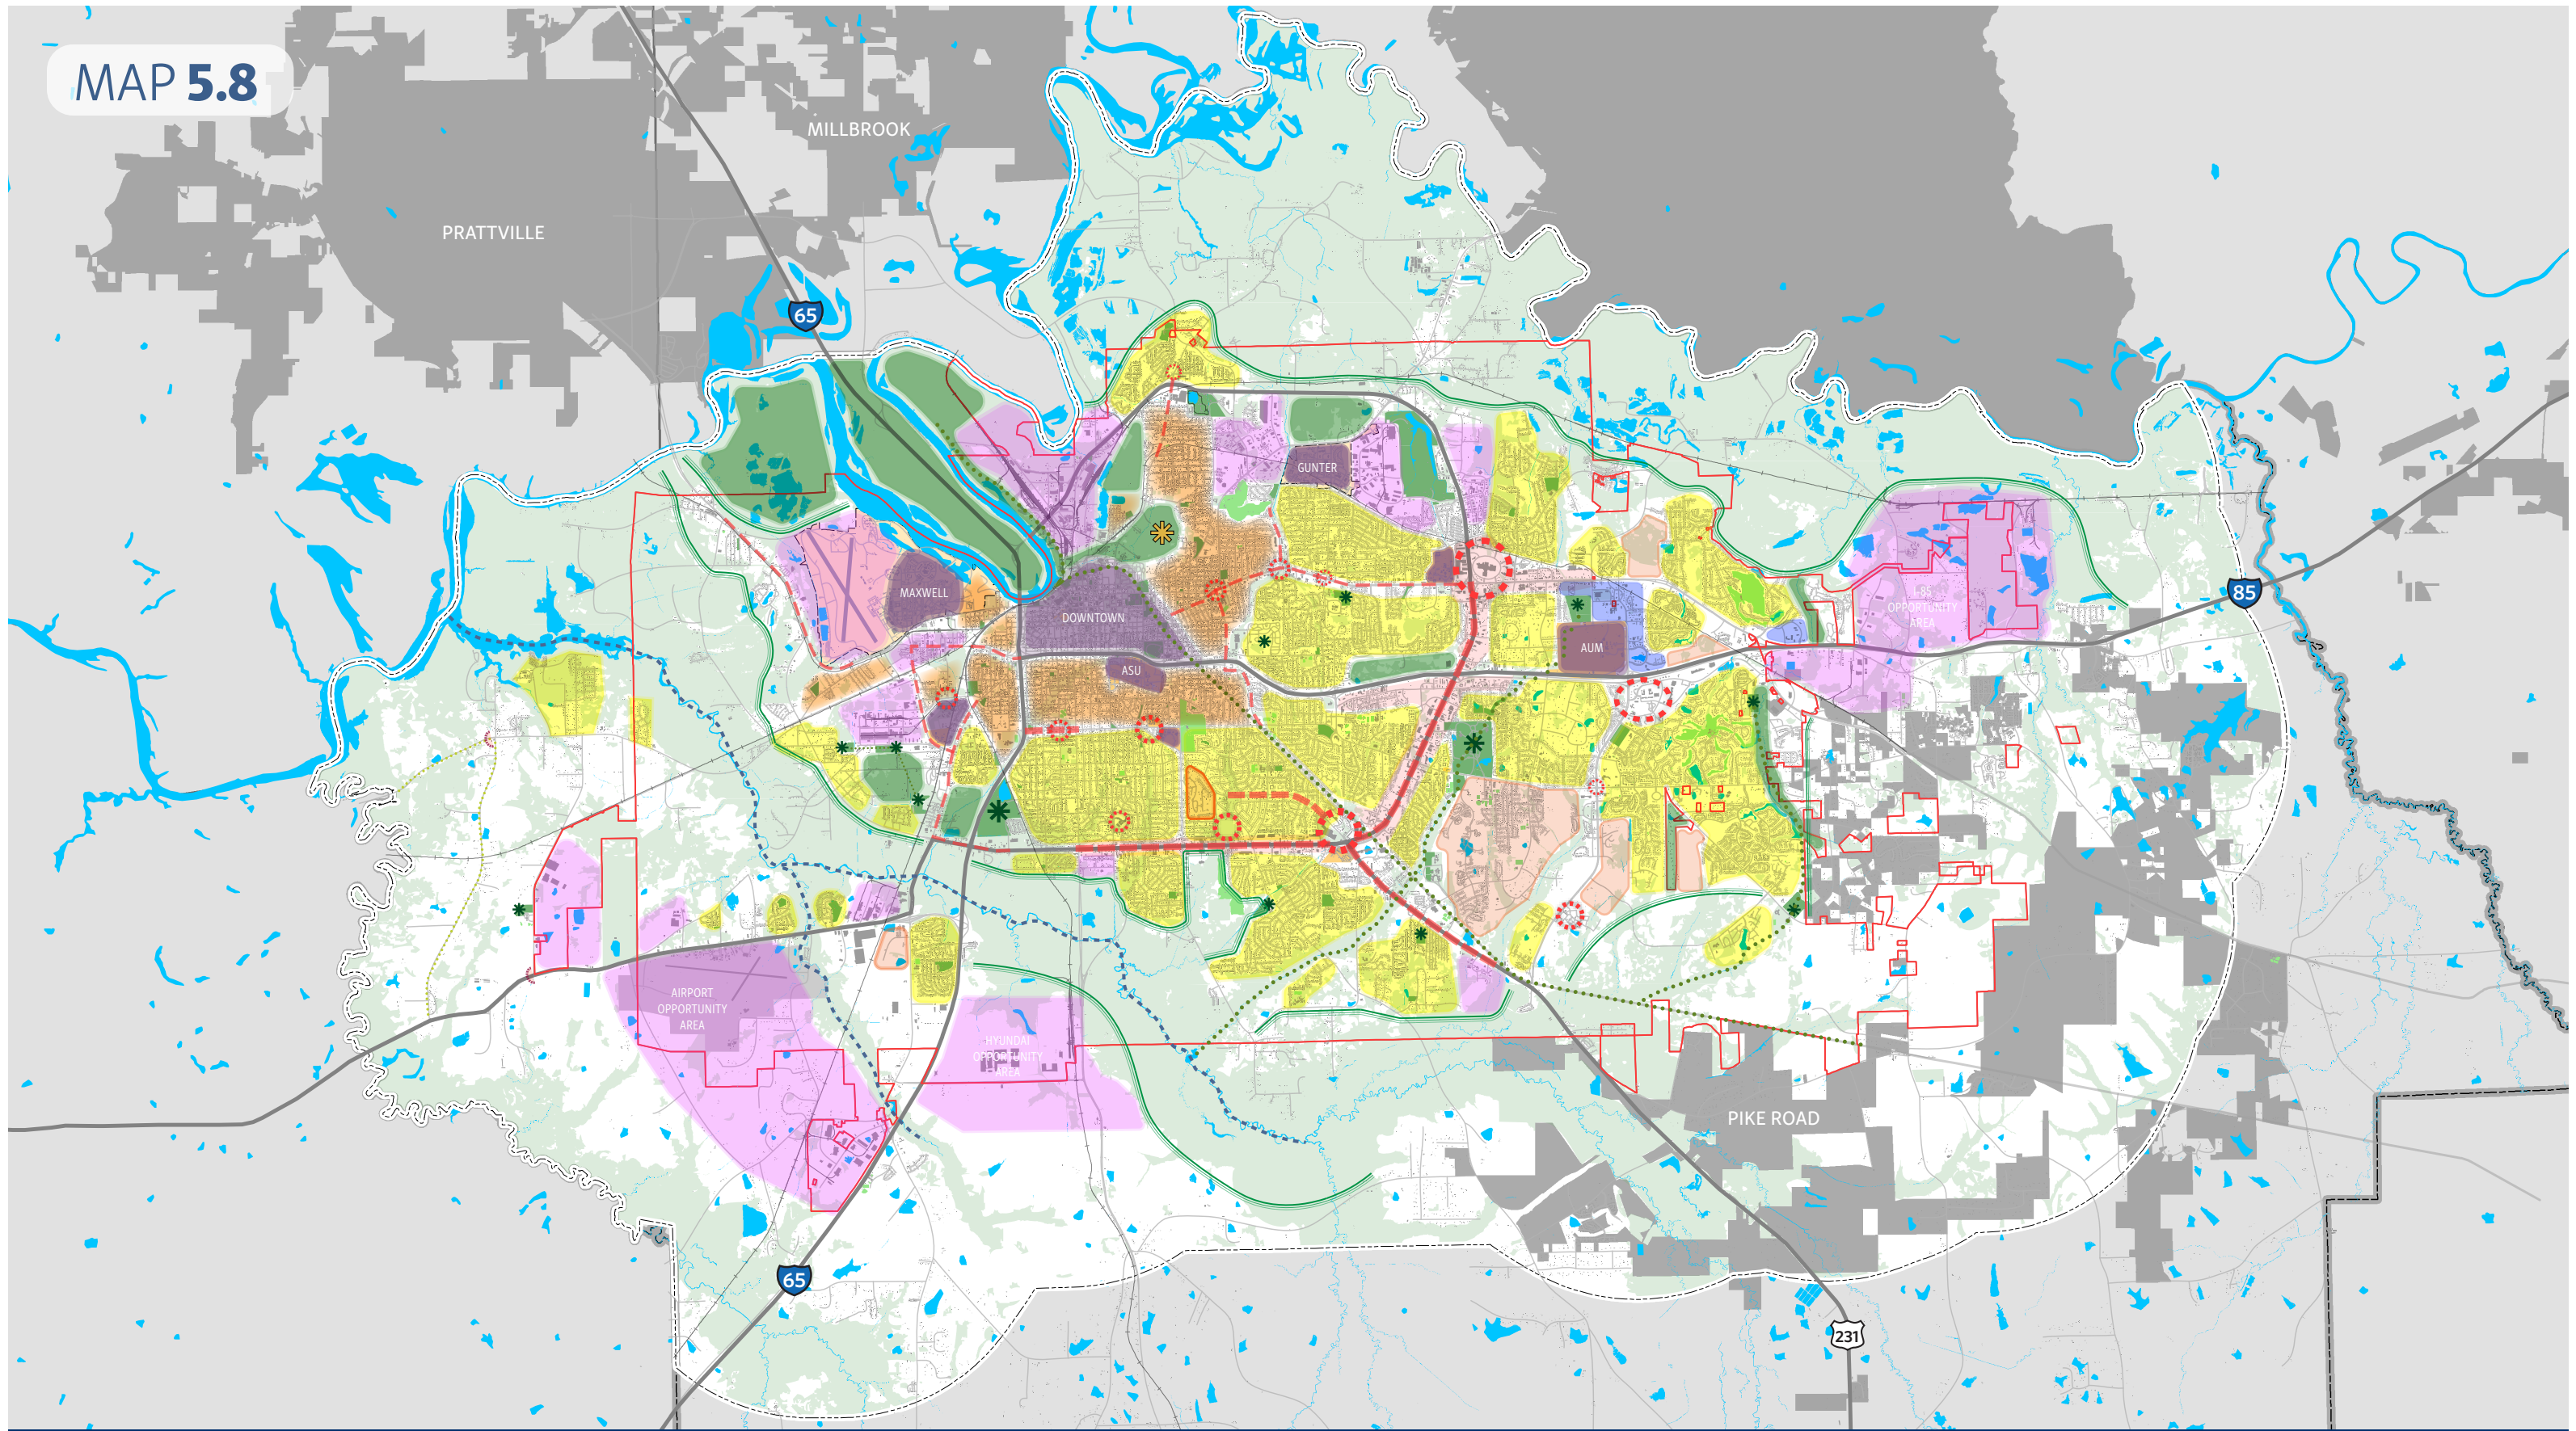 MAP 5.8
MILLBROOK
PRATTVILLE
65
GUNTER
85
MAXWELL
I-85
OPPORTUNITY
AREA
DOWNTOWN
AUM
ASU
AIRPORT
OPPORTUNITY
AREA
HYUNDAI
OPPORTUNITY
AREA
PIKE ROAD
65
231